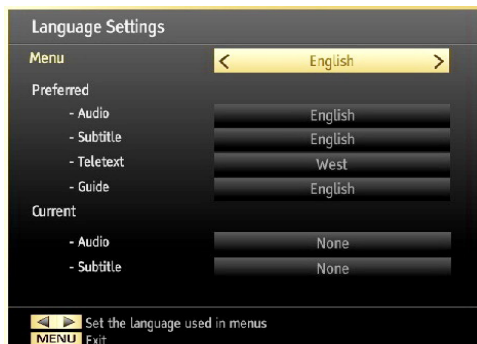 Language Settings
Menu < English >
Preferred
- Audio English
- Subtitle English
- Teletext West
- Guide English
Current
- Audio None
- Subtitle None
Set the language used in menus
MENU Exit